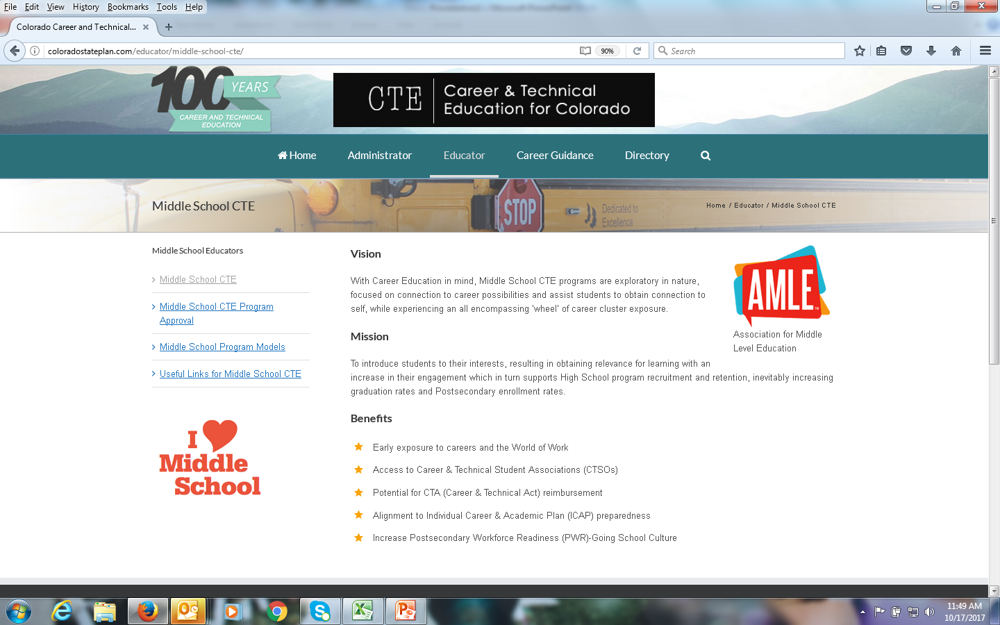 File Edit View History Bookmarks Tools Help
Colorado Career and Technical...
coloradostateplan.com/educator/middle-school-cte/
90%
Search
100 YEARS
CAREER AND TECHNICAL
EDUCATION
CTE
Career & Technical
Education for Colorado
Home
Administrator
Educator
Career Guidance
Directory
Middle School CTE
STOP
Dedicated to
Excellence
Home / Educator / Middle School CTE
Middle School Educators
Middle School CTE
Middle School CTE Program
Approval
Middle School Program Models
Useful Links for Middle School CTE
I
Middle
School
Vision
With Career Education in mind, Middle School CTE programs are exploratory in nature,
focused on connection to career possibilities and assist students to obtain connection to
self, while experiencing an all encompassing 'wheel' of career cluster exposure.
AMLE
TM
Association for Middle
Level Education
Mission
To introduce students to their interests, resulting in obtaining relevance for learning with an
increase in their engagement which in turn supports High School program recruitment and retention, inevitably increasing
graduation rates and Postsecondary enrollment rates.
Benefits
Early exposure to careers and the World of Work
Access to Career & Technical Student Associations (CTSOs)
Potential for CTA (Career & Technical Act) reimbursement
Alignment to Individual Career & Academic Plan (ICAP) preparedness
Increase Postsecondary Workforce Readiness (PWR)-Going School Culture
11:49 AM
10/17/2017